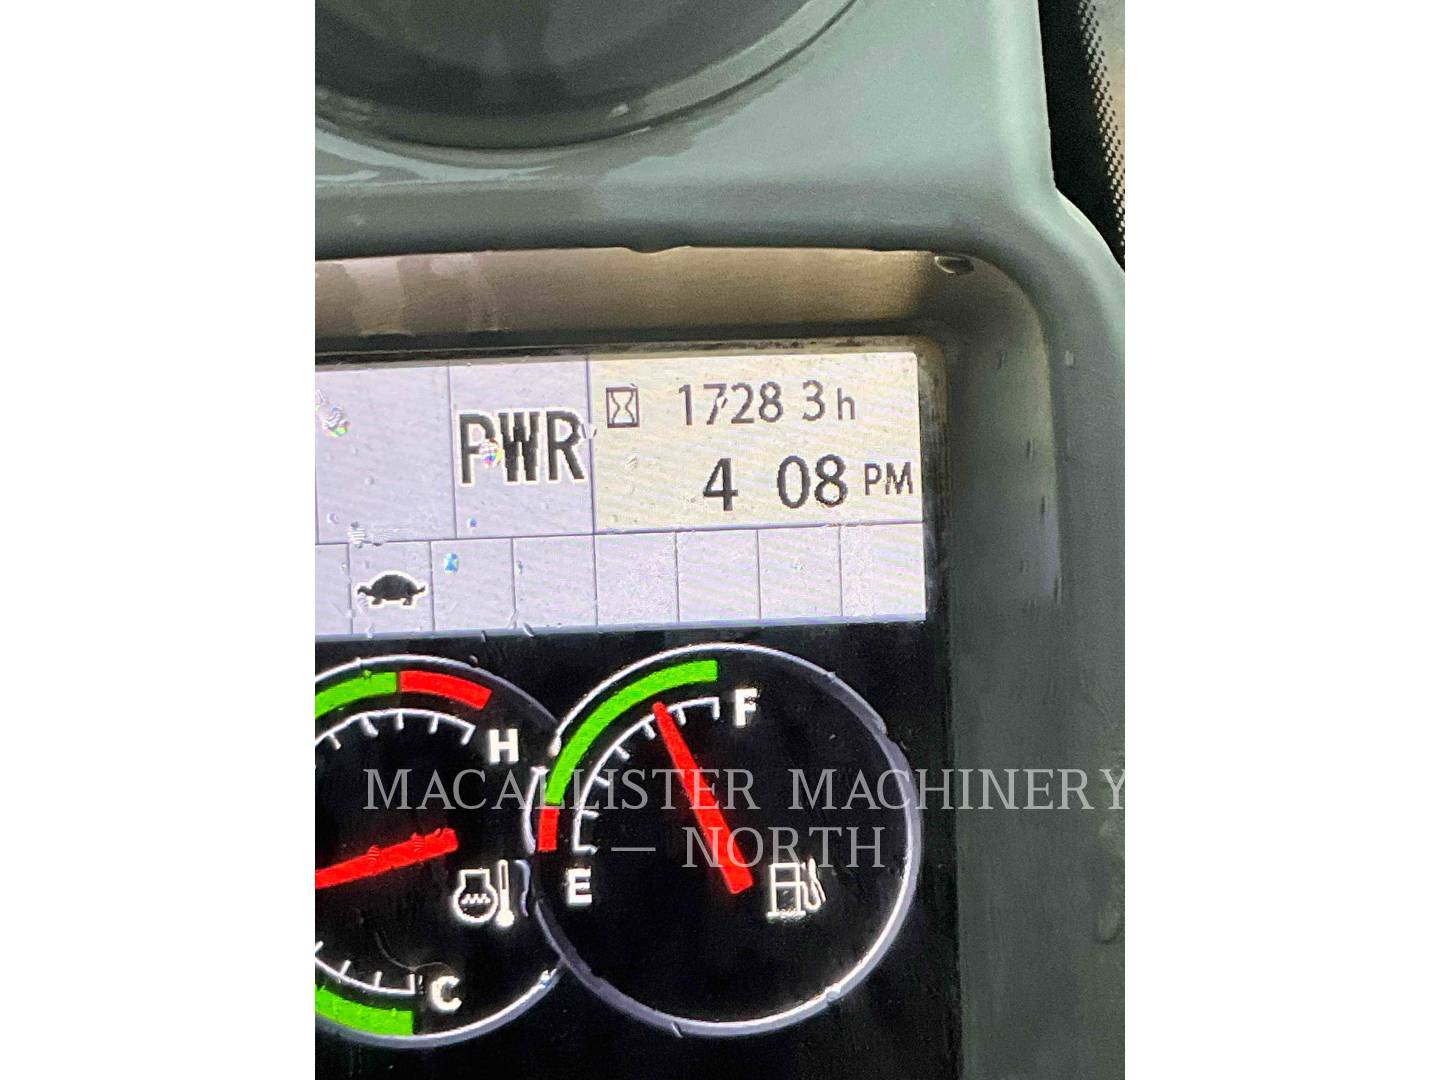 1728 3 h
PWR
4 08 PM
H
F
E
C
MACALLISTER MACHINERY
— NORTH